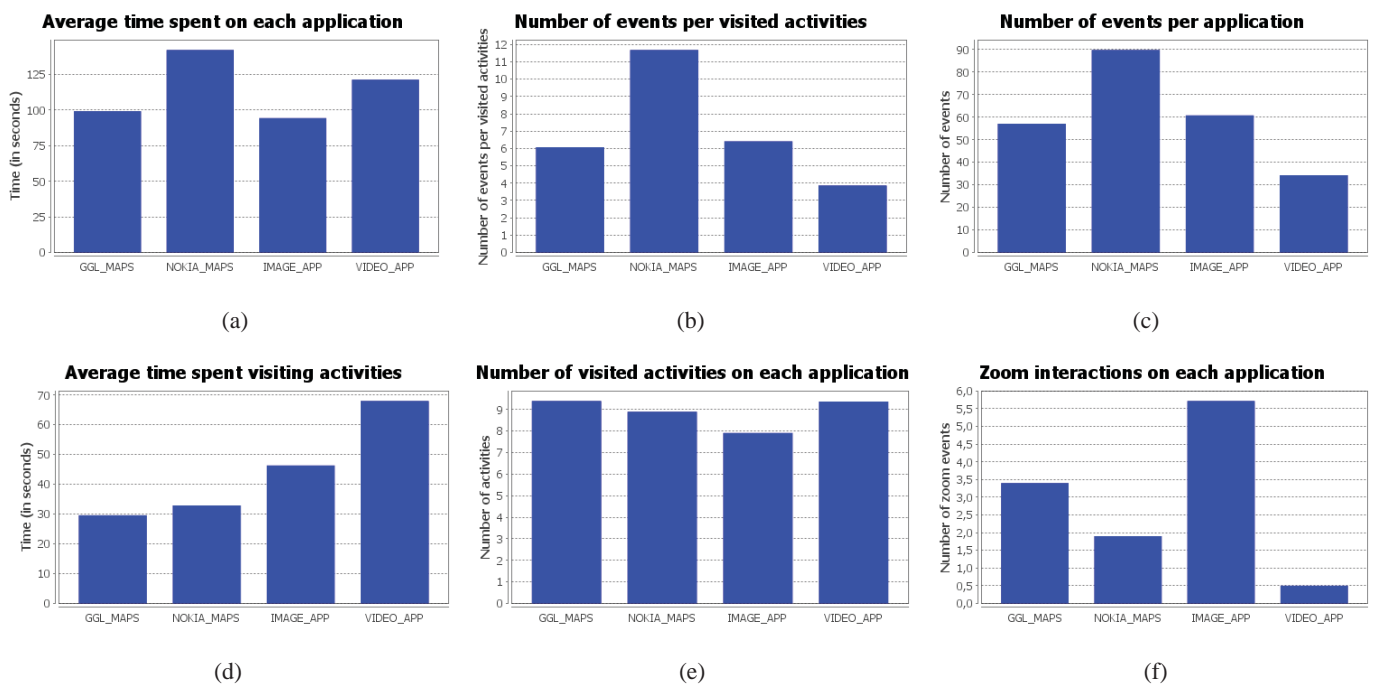 Average time spent on each application
Time (in seconds)
125
100
75
50
25
0
GGL_MAPS NOKIA_MAPS IMAGE_APP VIDEO_APP
(a)
Number of events per visited activities
Number of events per visited activities
12
11
10
9
8
7
6
5
4
3
2
1
0
GGL_MAPS NOKIA_MAPS IMAGE_APP VIDEO_APP
(b)
Number of events per application
Number of events
90
80
70
60
50
40
30
20
10
0
GGL_MAPS NOKIA_MAPS IMAGE_APP VIDEO_APP
(c)
Average time spent visiting activities
Time (in seconds)
70
60
50
40
30
20
10
0
GGL_MAPS NOKIA_MAPS IMAGE_APP VIDEO_APP
(d)
Number of visited activities on each application
Number of activities
9
8
7
6
5
4
3
2
1
0
GGL_MAPS NOKIA_MAPS IMAGE_APP VIDEO_APP
(e)
Zoom interactions on each application
Number of zoom events
6,0
5,5
5,0
4,5
4,0
3,5
3,0
2,5
2,0
1,5
1,0
0,5
0,0
GGL_MAPS NOKIA_MAPS IMAGE_APP VIDEO_APP
(f)